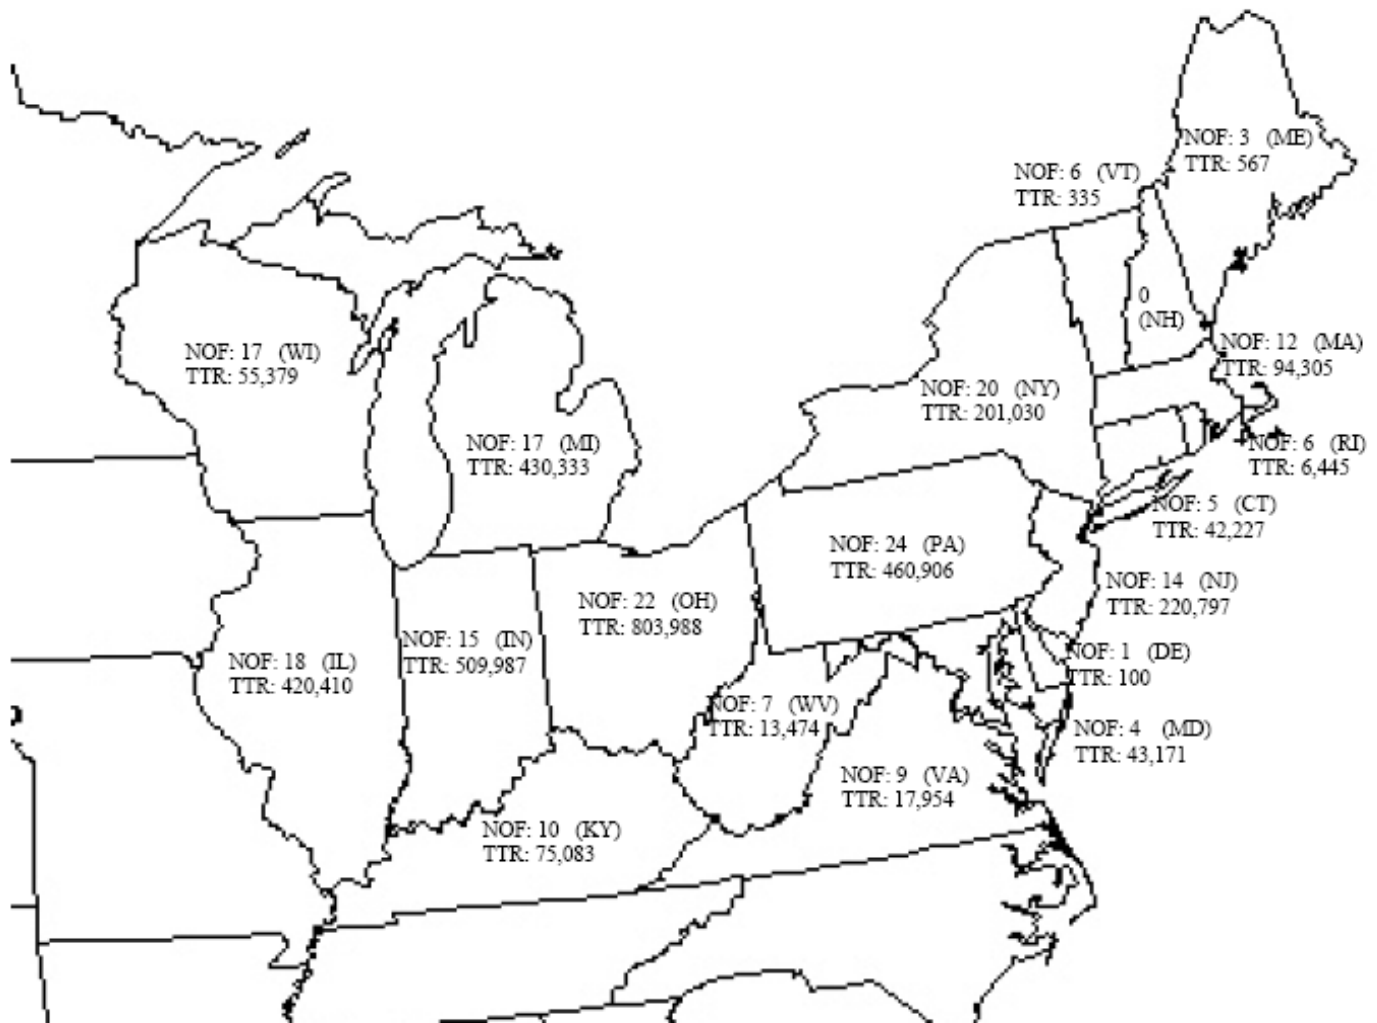 NOF: 3 (ME)
TTR: 567
NOF: 6 (VT)
TTR: 335
0
(NH)
NOF: 17 (WI)
TTR: 55,379
NOF: 12 (MA)
TTR: 94,305
NOF: 20 (NY)
TTR: 201,030
NOF: 17 (MI)
TTR: 430,333
NOF: 6 (RI)
TTR: 6,445
NOF: 5 (CT)
TTR: 42,227
NOF: 24 (PA)
TTR: 460,906
NOF: 14 (NJ)
TTR: 220,797
NOF: 22 (OH)
TTR: 803,988
NOF: 15 (IN)
TTR: 509,987
NOF: 18 (IL)
TTR: 420,410
NOF: 1 (DE)
TTR: 100
NOF: 7 (WV)
TTR: 13,474
NOF: 4 (MD)
TTR: 43,171
NOF: 9 (VA)
TTR: 17,954
NOF: 10 (KY)
TTR: 75,083